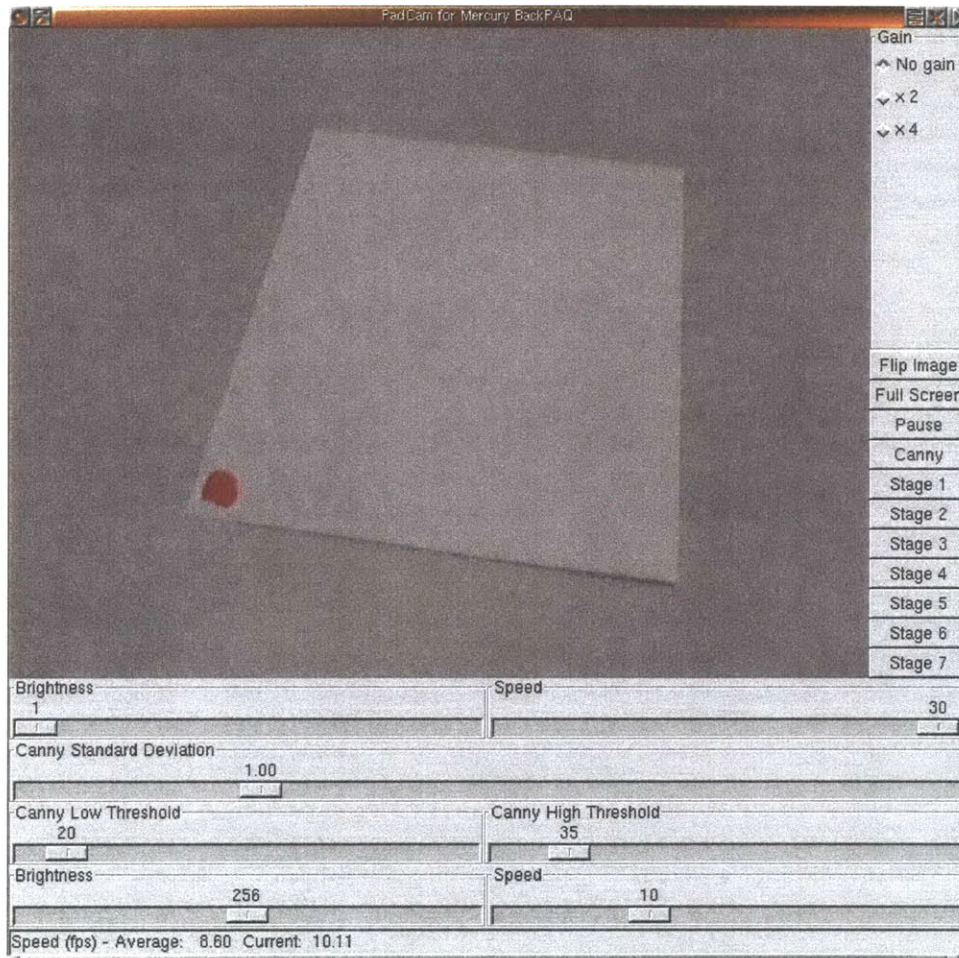 PadCam for Mercury BackPAQ
Gain
No gain
×2
×4
Flip Image
Full Screen
Pause
Canny
Stage 1
Stage 2
Stage 3
Stage 4
Stage 5
Stage 6
Stage 7
Brightness
1
Speed
30
Canny Standard Deviation
1.00
Canny Low Threshold
20
Canny High Threshold
35
Brightness
256
Speed
10
Speed (fps) - Average: 8.60 Current: 10.11